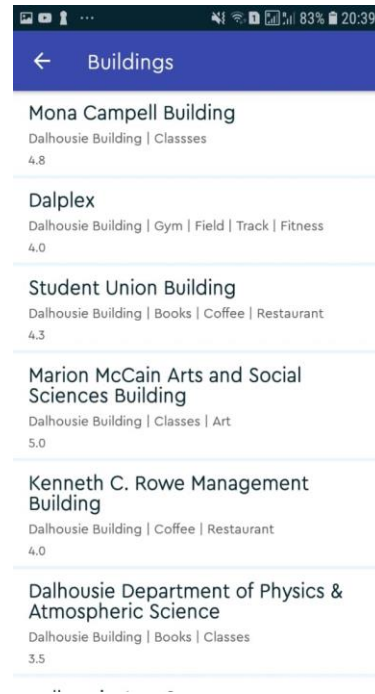 83% 20:39
Buildings
Mona Campell Building
Dalhousie Building | Classses
4.8
Dalplex
Dalhousie Building | Gym | Field | Track | Fitness
4.0
Student Union Building
Dalhousie Building | Books | Coffee | Restaurant
4.3
Marion McCain Arts and Social
Sciences Building
Dalhousie Building | Classes | Art
5.0
Kenneth C. Rowe Management
Building
Dalhousie Building | Coffee | Restaurant
4.0
Dalhousie Department of Physics &
Atmospheric Science
Dalhousie Building | Books | Classes
3.5